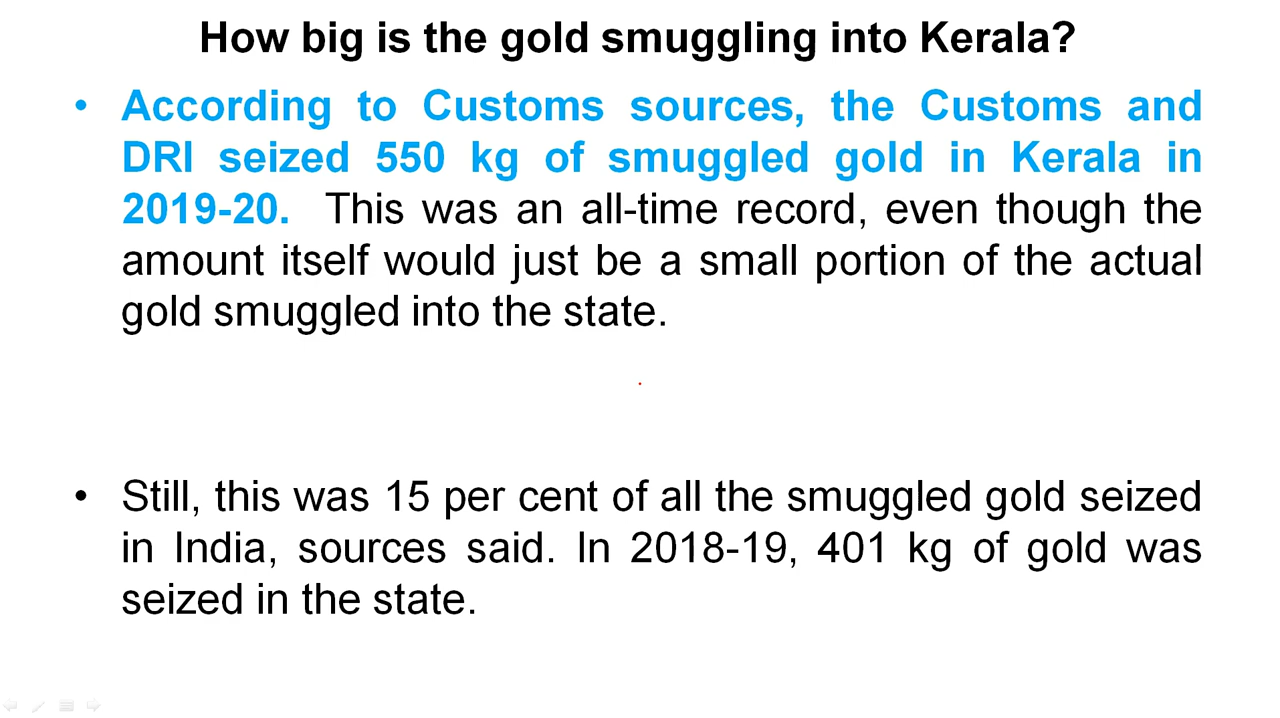 How big is the gold smuggling into Kerala?
• According to Customs sources, the Customs and
DRI seized 550 kg of smuggled gold in Kerala in
2019-20. This was an all-time record, even though the
amount itself would just be a small portion of the actual
gold smuggled into the state.
• Still, this was 15 per cent of all the smuggled gold seized
in India, sources said. In 2018-19, 401 kg of gold was
seized in the state.